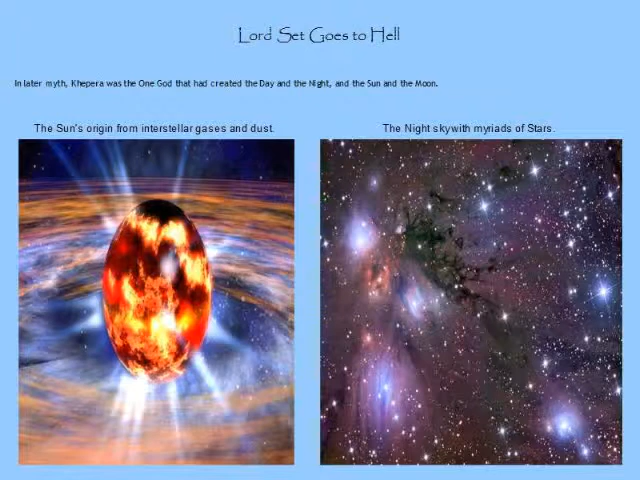 Lord Set Goes to Hell
In later myth, Khepera was the One God that had created the Day and the Night, and the Sun and the Moon.
The Sun's origin from interstellar gases and dust.
The Night skywith myriads of Stars.